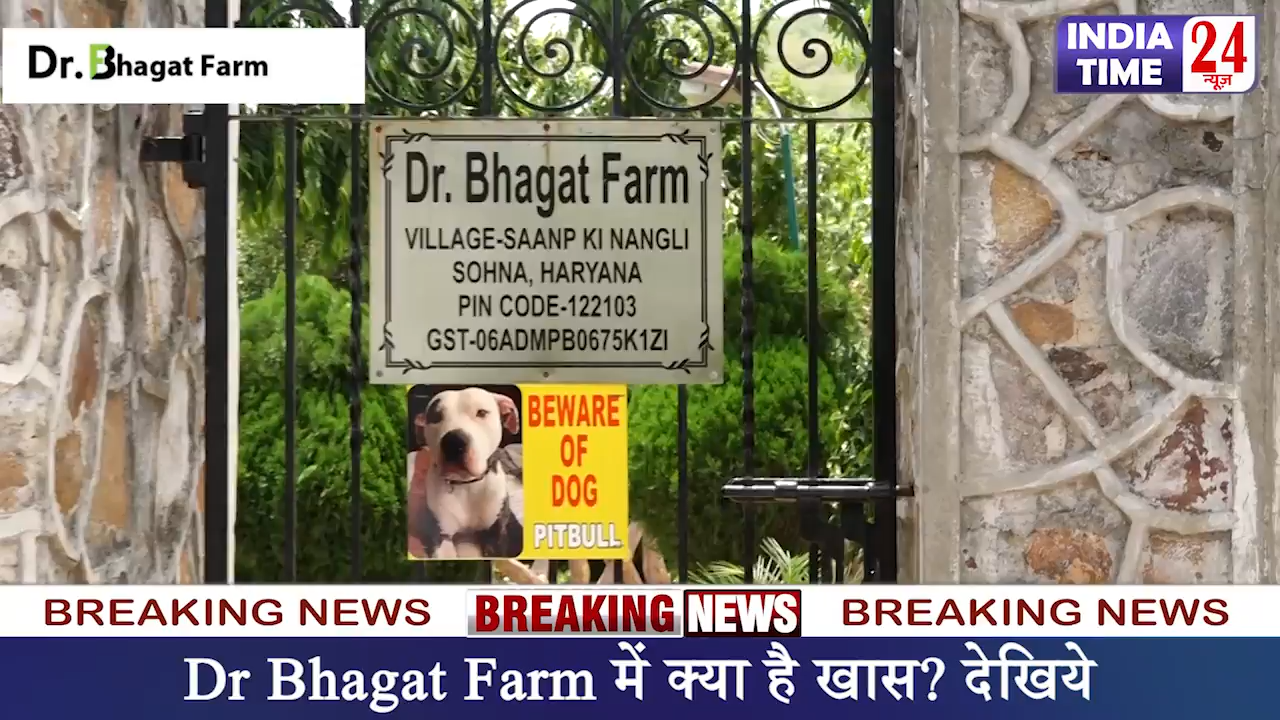 Dr. Bhagat Farm
INDIA
TIME
24
न्यूज़
Dr. Bhagat Farm
VILLAGE-SAANP KI NANGLI
SOHNA, HARYANA
PIN CODE-122103
GST-06ADMPB0675K1ZI
BEWARE
OF
DOG
PITBULL
BREAKING NEWS BREAKING NEWS BREAKING NEWS
Dr Bhagat Farm में क्या है खास? देखिये